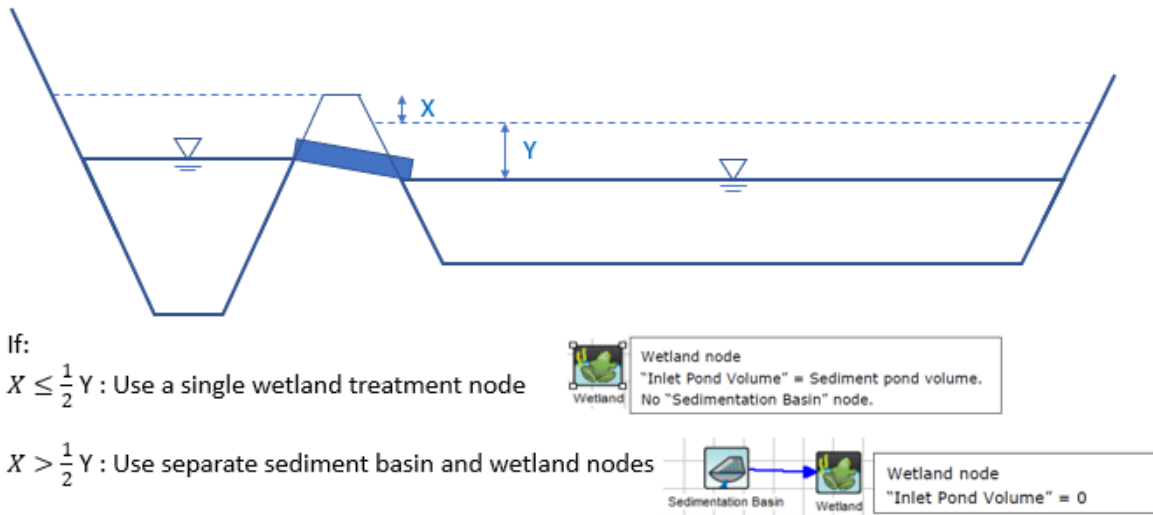 X
Y
If:
X ≤ 1/2 Y : Use a single wetland treatment node
Wetland
Wetland node
"Inlet Pond Volume" = Sediment pond volume.
No "Sedimentation Basin" node.
X > 1/2 Y : Use separate sediment basin and wetland nodes
Sedimentation Basin
Wetland
Wetland node
"Inlet Pond Volume" = 0